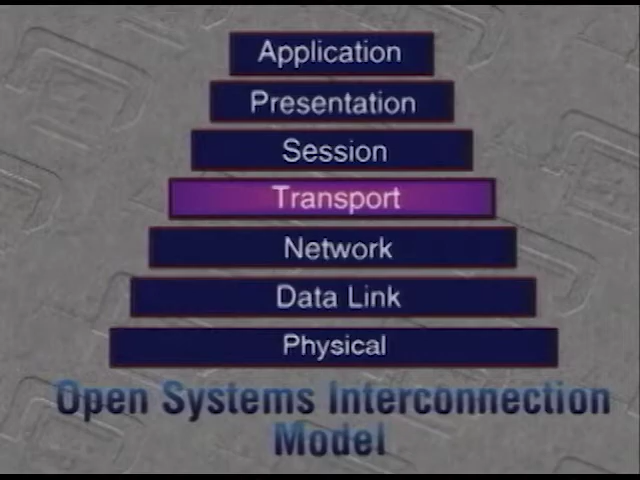 Application
Presentation
Session
Transport
Network
Data Link
Physical
Open Systems Interconnection
Model